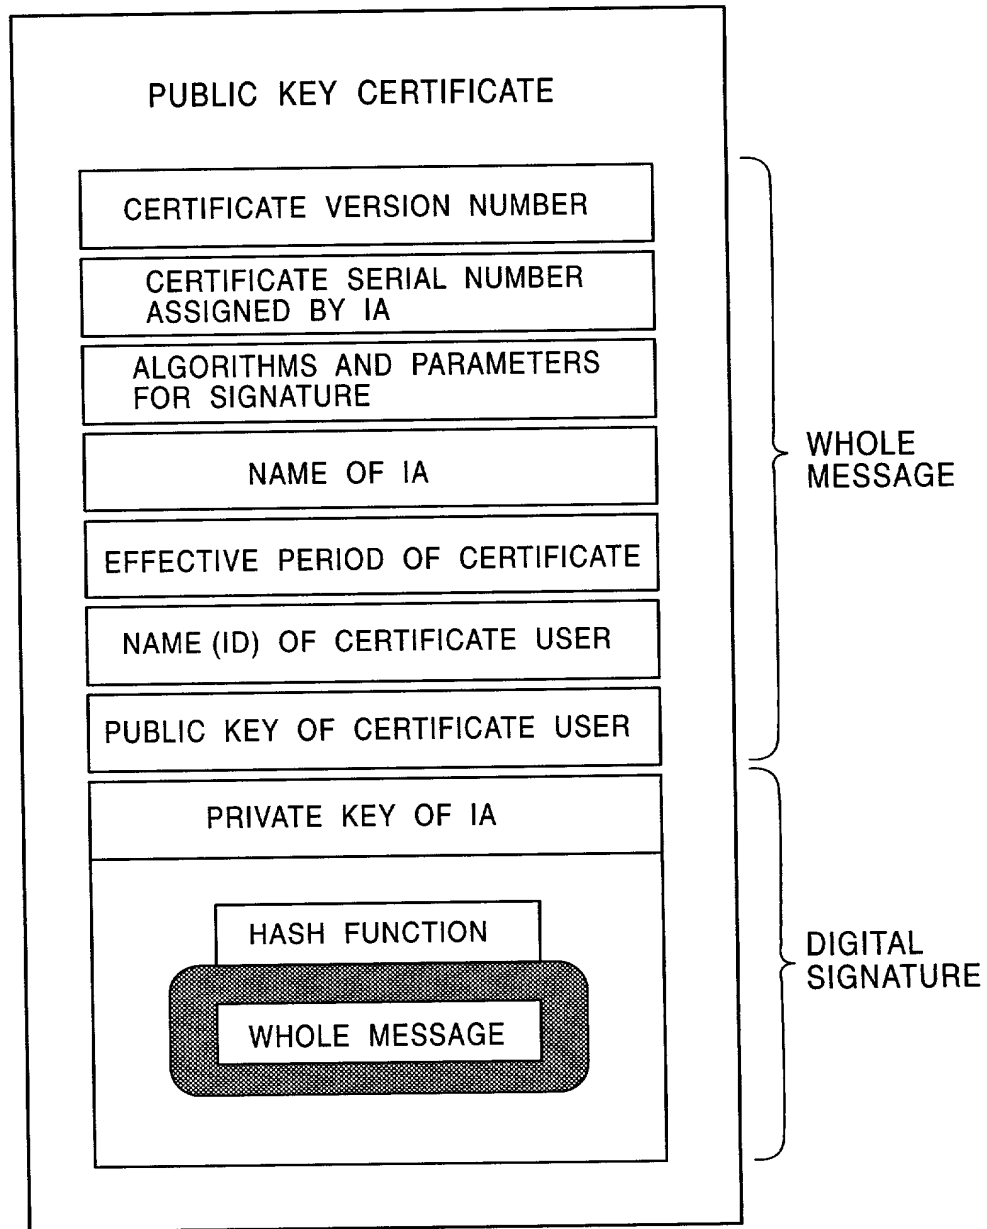 PUBLIC KEY CERTIFICATE
CERTIFICATE VERSION NUMBER
CERTIFICATE SERIAL NUMBER
ASSIGNED BY IA
ALGORITHMS AND PARAMETERS
FOR SIGNATURE
NAME OF IA
EFFECTIVE PERIOD OF CERTIFICATE
NAME (ID) OF CERTIFICATE USER
PUBLIC KEY OF CERTIFICATE USER
WHOLE
MESSAGE
PRIVATE KEY OF IA
HASH FUNCTION
WHOLE MESSAGE
DIGITAL
SIGNATURE